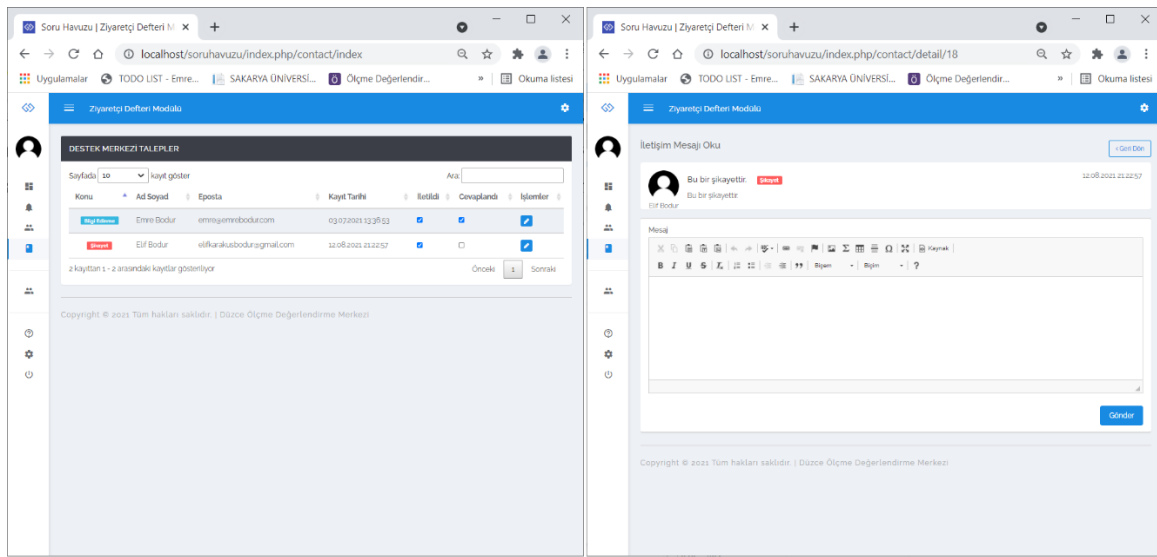 Soru Havuzu | Ziyaretçi Defteri M
localhost/soruhavuzu/index.php/contact/index
Uygulamalar TODO LIST - Emre... SAKARYA ÜNİVERSİ... Ölçme Değerlendir... » Okuma listesi
Ziyaretçi Defteri Modülü
DESTEK MERKEZİ TALEPLER
Sayfada 10 kayıt göster Ara:
Konu Ad Soyad Eposta Kayıt Tarihi İletildi Cevaplandı İşlemler
Bilgi Edinme Emre Bodur emre@emrebodur.com 03.07.2021 13:38:53
Şikayet Elif Bodur elifkarakusbodur@gmail.com 12.08.2021 21:22:57
2 kayıttan 1 - 2 arasındaki kayıtlar gösteriliyor Önceki 1 Sonraki
Copyright © 2021 Tüm hakları saklıdır. | Düzce Ölçme Değerlendirme Merkezi
Soru Havuzu | Ziyaretçi Defteri M
localhost/soruhavuzu/index.php/contact/detail/18
Uygulamalar TODO LIST - Emre... SAKARYA ÜNİVERSİ... Ölçme Değerlendir... » Okuma listesi
Ziyaretçi Defteri Modülü
İletişim Mesajı Oku
‹ Geri Dön
Bu bir şikayettir. Şikayet 12.08.2021 21:22:57
Bu bir şikayettir.
Elif Bodur
Mesaj
Kaynak
B I U S Biçem Biçim ?
Gönder
Copyright © 2021 Tüm hakları saklıdır. | Düzce Ölçme Değerlendirme Merkezi